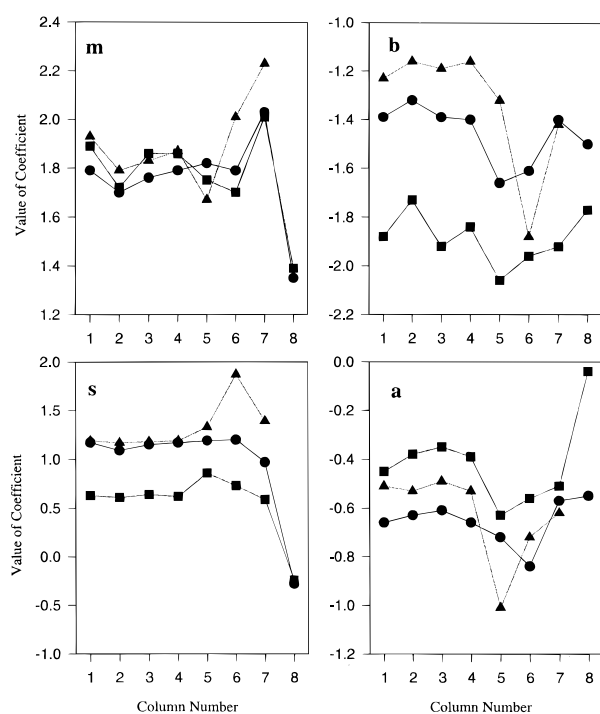 m
2.6
2.4
2.2
2.0
1.8
1.6
1.4
1.2
Value of Coefficient
1 2 3 4 5 6 7 8
b
-1.0
-1.2
-1.4
-1.6
-1.8
-2.0
-2.2
1 2 3 4 5 6 7 8
s
2.0
1.5
1.0
0.5
0.0
-0.5
-1.0
Value of Coefficient
1 2 3 4 5 6 7 8
Column Number
a
0.0
-0.2
-0.4
-0.6
-0.8
-1.0
-1.2
1 2 3 4 5 6 7 8
Column Number